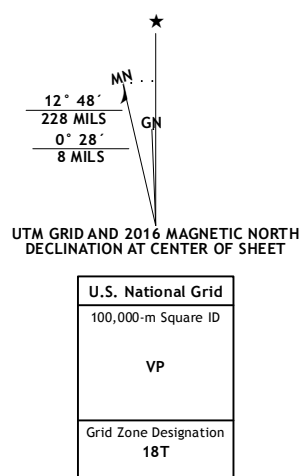 ★
MN
GN
12° 48´
228 MILS
0° 28´
8 MILS
UTM GRID AND 2016 MAGNETIC NORTH
DECLINATION AT CENTER OF SHEET
U.S. National Grid
100,000-m Square ID
VP
Grid Zone Designation
18T